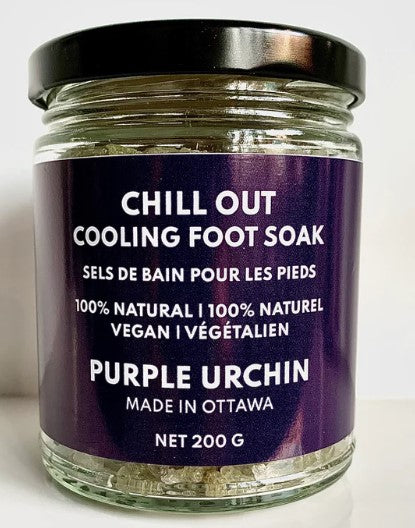 CHILL OUT
COOLING FOOT SOAK
SELS DE BAIN POUR LES PIEDS
100% NATURAL | 100% NATUREL
VEGAN | VÉGÉTALIEN
PURPLE URCHIN
MADE IN OTTAWA
NET 200 G